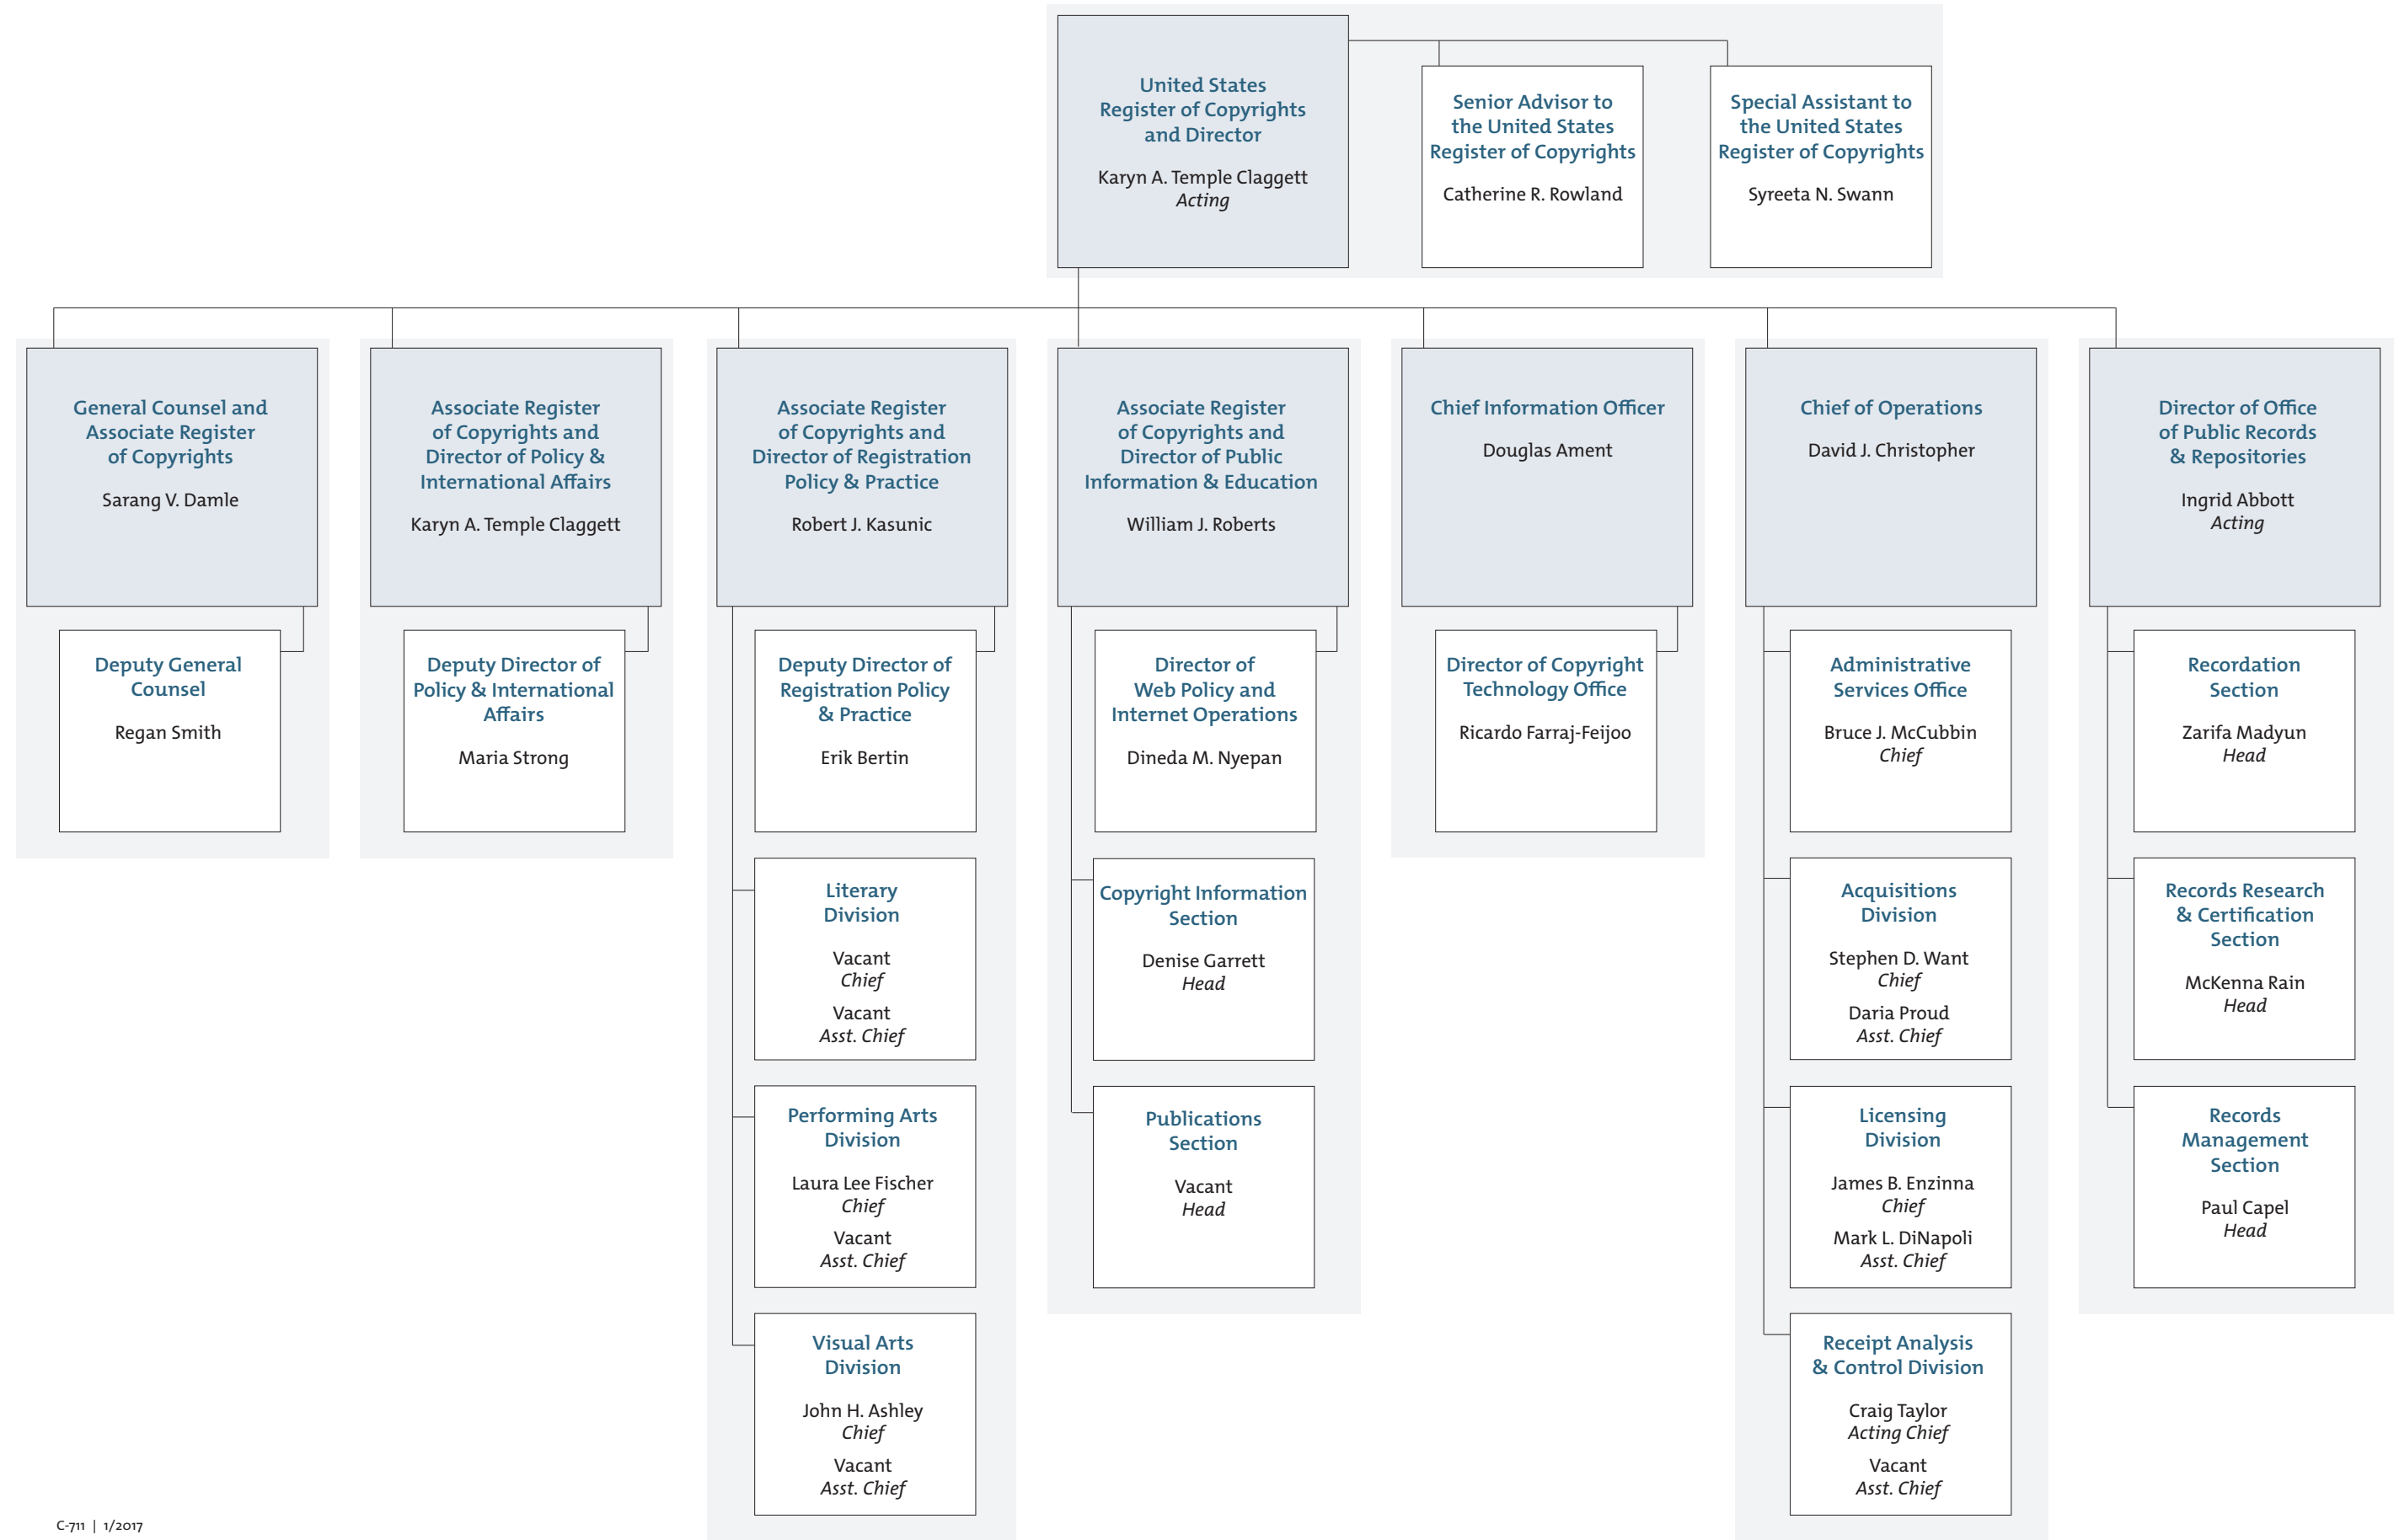 United States
Register of Copyrights
and Director
Karyn A. Temple Claggett
Acting
Senior Advisor to
the United States
Register of Copyrights
Catherine R. Rowland
Special Assistant to
the United States
Register of Copyrights
Syreeta N. Swann
General Counsel and
Associate Register
of Copyrights
Sarang V. Damle
Deputy General
Counsel
Regan Smith
Associate Register
of Copyrights and
Director of Policy &
International Affairs
Karyn A. Temple Claggett
Deputy Director of
Policy & International
Affairs
Maria Strong
Associate Register
of Copyrights and
Director of Registration
Policy & Practice
Robert J. Kasunic
Deputy Director of
Registration Policy
& Practice
Erik Bertin
Literary
Division
Vacant
Chief
Vacant
Asst. Chief
Performing Arts
Division
Laura Lee Fischer
Chief
Vacant
Asst. Chief
Visual Arts
Division
John H. Ashley
Chief
Vacant
Asst. Chief
Associate Register
of Copyrights and
Director of Public
Information & Education
William J. Roberts
Director of
Web Policy and
Internet Operations
Dineda M. Nyepan
Copyright Information
Section
Denise Garrett
Head
Publications
Section
Vacant
Head
Chief Information Officer
Douglas Ament
Director of Copyright
Technology Office
Ricardo Farraj-Feijoo
Chief of Operations
David J. Christopher
Administrative
Services Office
Bruce J. McCubbin
Chief
Acquisitions
Division
Stephen D. Want
Chief
Daria Proud
Asst. Chief
Licensing
Division
James B. Enzinna
Chief
Mark L. DiNapoli
Asst. Chief
Receipt Analysis
& Control Division
Craig Taylor
Acting Chief
Vacant
Asst. Chief
Director of Office
of Public Records
& Repositories
Ingrid Abbott
Acting
Recordation
Section
Zarifa Madyun
Head
Records Research
& Certification
Section
McKenna Rain
Head
Records
Management
Section
Paul Capel
Head
C-711 | 1/2017